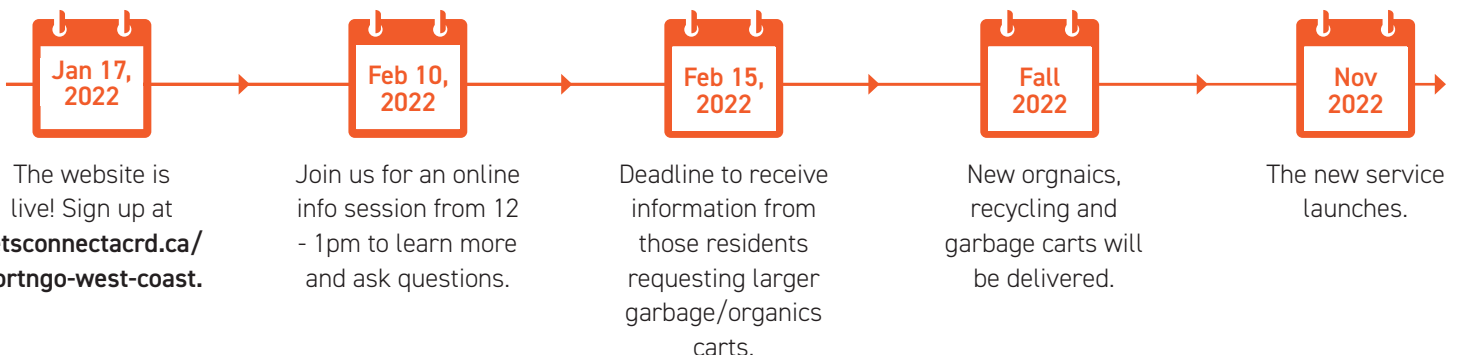 Jan 17,
2022
The website is
live! Sign up at
etsconnectacrd.ca/
ortngo-west-coast.
Feb 10,
2022
Join us for an online
info session from 12
- 1pm to learn more
and ask questions.
Feb 15,
2022
Deadline to receive
information from
those residents
requesting larger
garbage/organics
carts.
Fall
2022
New orgnaics,
recycling and
garbage carts will
be delivered.
Nov
2022
The new service
launches.